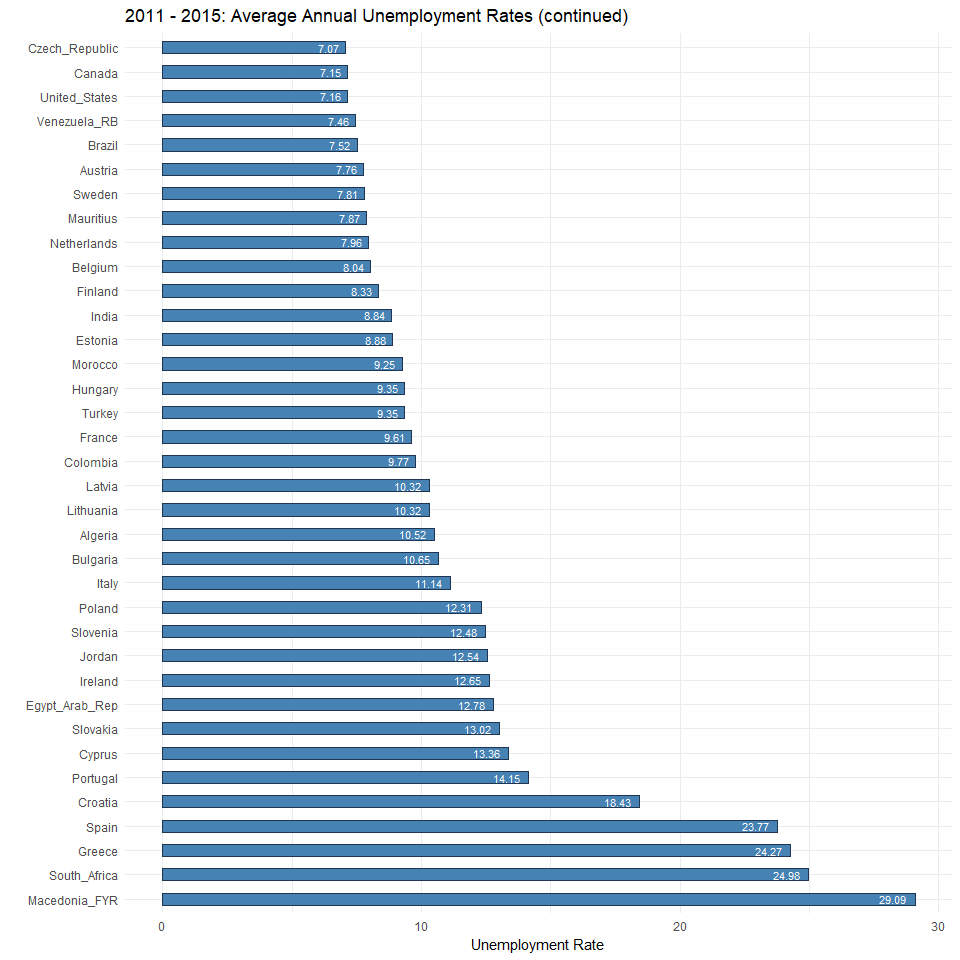 2011 - 2015: Average Annual Unemployment Rates (continued)
Czech_Republic 7.07
Canada 7.15
United_States 7.16
Venezuela_RB 7.46
Brazil 7.52
Austria 7.76
Sweden 7.81
Mauritius 7.87
Netherlands 7.96
Belgium 8.04
Finland 8.33
India 8.84
Estonia 8.88
Morocco 9.25
Hungary 9.35
Turkey 9.35
France 9.61
Colombia 9.77
Latvia 10.32
Lithuania 10.32
Algeria 10.52
Bulgaria 10.65
Italy 11.14
Poland 12.31
Slovenia 12.48
Jordan 12.54
Ireland 12.65
Egypt_Arab_Rep 12.78
Slovakia 13.02
Cyprus 13.36
Portugal 14.15
Croatia 18.43
Spain 23.77
Greece 24.27
South_Africa 24.98
Macedonia_FYR 29.09
0 10 20 30
Unemployment Rate